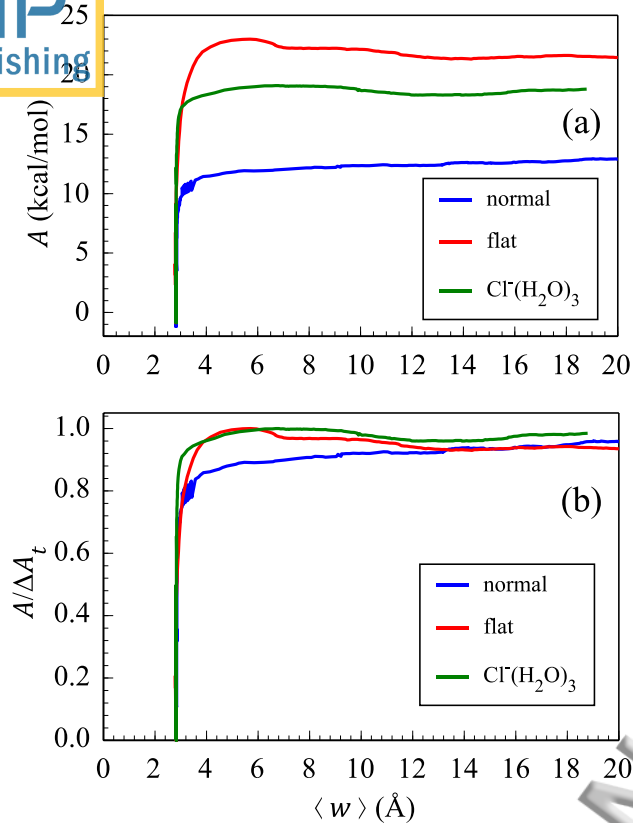 25
20
15
10
5
0
A (kcal/mol)
(a)
normal
flat
Cl⁻(H₂O)₃
0 2 4 6 8 10 12 14 16 18 20
1.0
0.8
0.6
0.4
0.2
0.0
A/ΔAₜ
(b)
normal
flat
Cl⁻(H₂O)₃
0 2 4 6 8 10 12 14 16 18 20
⟨ w ⟩ (Å)